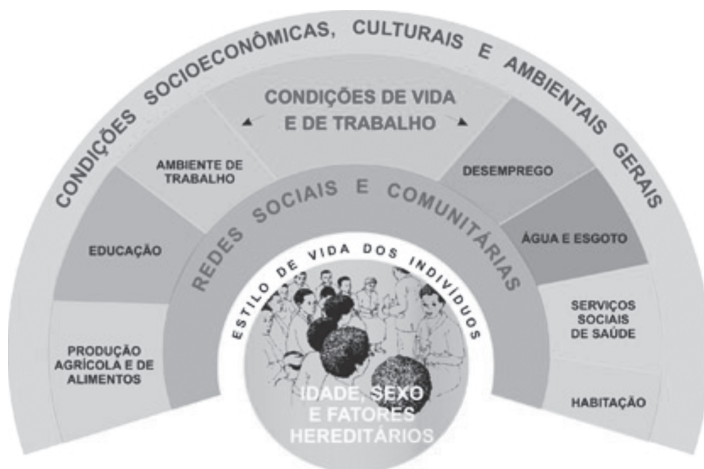 CONDIÇÕES SOCIOECONÔMICAS, CULTURAIS E AMBIENTAIS GERAIS
CONDIÇÕES DE VIDA
E DE TRABALHO
AMBIENTE DE
TRABALHO
DESEMPREGO
REDES SOCIAIS E COMUNITÁRIAS
EDUCAÇÃO
ÁGUA E ESGOTO
ESTILO DE VIDA DOS INDIVÍDUOS
PRODUÇÃO
AGRÍCOLA E DE
ALIMENTOS
SERVIÇOS
SOCIAIS
DE SAÚDE
HABITAÇÃO
IDADE, SEXO
E FATORES
HEREDITÁRIOS